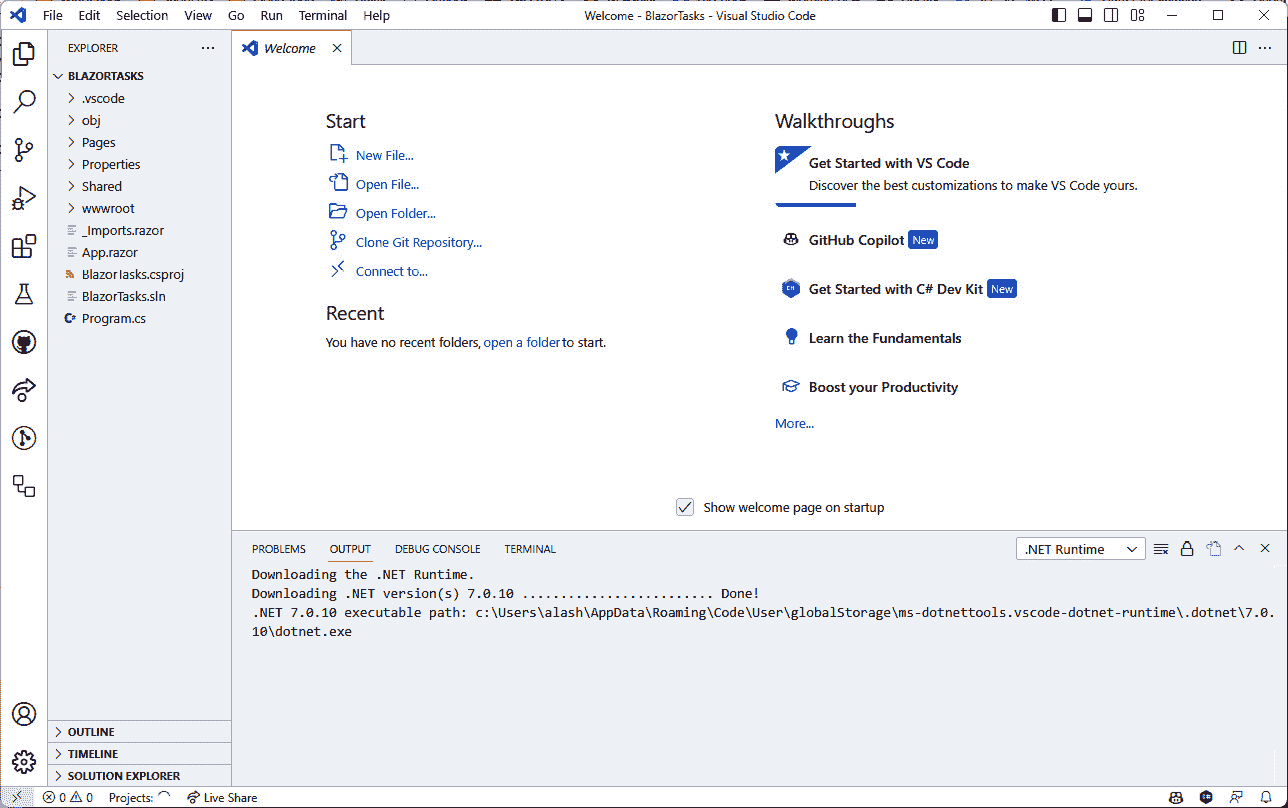 File Edit Selection View Go Run Terminal Help
Welcome - BlazorTasks - Visual Studio Code
EXPLORER
BLAZORTASKS
.vscode
obj
Pages
Properties
Shared
wwwroot
_Imports.razor
App.razor
BlazorTasks.csproj
BlazorTasks.sln
C# Program.cs
OUTLINE
TIMELINE
SOLUTION EXPLORER
Welcome
Start
New File...
Open File...
Open Folder...
Clone Git Repository...
Connect to...
Recent
You have no recent folders, open a folder to start.
Walkthroughs
Get Started with VS Code
Discover the best customizations to make VS Code yours.
GitHub Copilot New
Get Started with C# Dev Kit New
Learn the Fundamentals
Boost your Productivity
More...
Show welcome page on startup
PROBLEMS OUTPUT DEBUG CONSOLE TERMINAL
.NET Runtime
Downloading the .NET Runtime.
Downloading .NET version(s) 7.0.10 ......................... Done!
.NET 7.0.10 executable path: c:\Users\alash\AppData\Roaming\Code\User\globalStorage\ms-dotnettools.vscode-dotnet-runtime\.dotnet\7.0.
10\dotnet.exe
0 0 Projects: Live Share